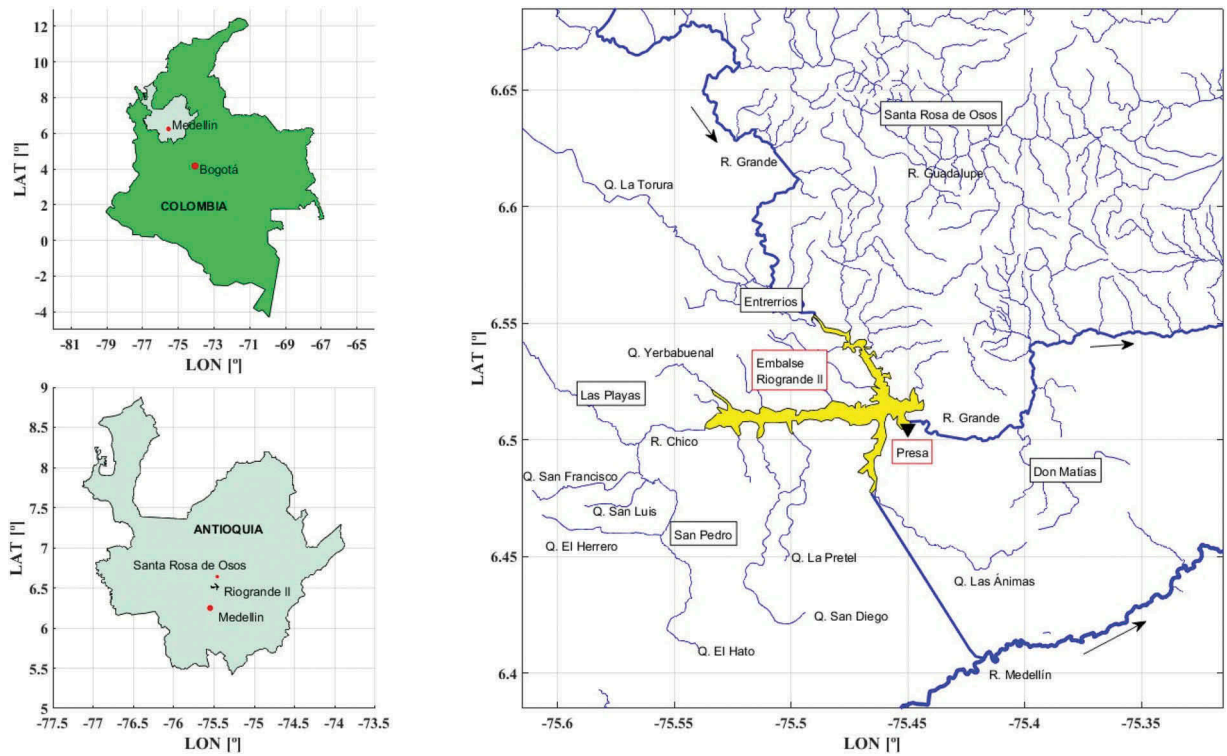 12
10
8
6
4
2
0
-2
-4
LAT [º]
Medellín
Bogotá
COLOMBIA
-81
-77
-75
-73
-71
-69
-65
LON [º]
9
8.5
8
7.5
7
6.5
6
5.5
5
LAT [º]
ANTIOQUIA
Santa Rosa de Osos
Riogrande II
Medellin
-77.5
-77
-76
-75.5
-75
-74.5
-74
-73.5
LON [º]
6.65
6.6
6.55
6.5
6.45
6.4
LAT [º]
Santa Rosa de Osos
R. Grande
R. Guadalupe
Q. La Torura
Entrerrios
Q. Yerbabuenal
Embalse
Riogrande II
Las Playas
R. Grande
R. Chico
Presa
Don Matías
Q. San Francisco
Q. San Luis
San Pedro
Q. El Herrero
Q. La Pretel
Q. Las Ánimas
Q. San Diego
Q. El Hato
R. Medellín
-75.6
-75.55
-75.5
-75.45
-75.4
-75.35
LON [º]